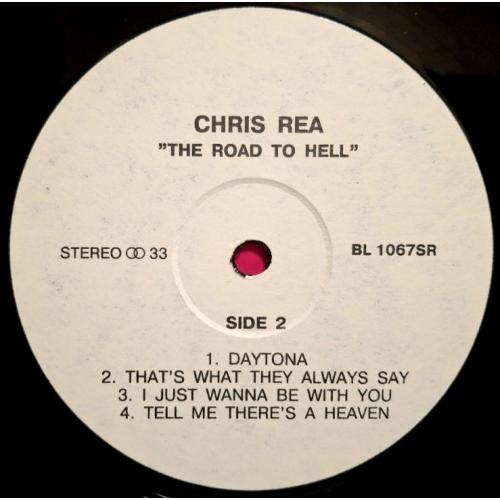 CHRIS REA
”THE ROAD TO HELL”
STEREO ꝏ 33
BL 1067SR
SIDE 2
1. DAYTONA
2. THAT'S WHAT THEY ALWAYS SAY
3. I JUST WANNA BE WITH YOU
4. TELL ME THERE'S A HEAVEN